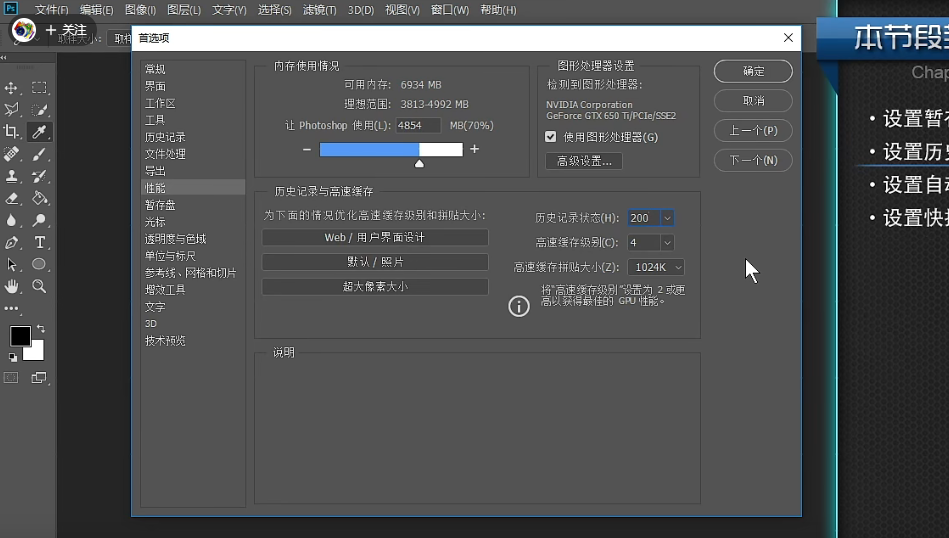 Ps 文件(F) 编辑(E) 图像(I) 图层(L) 文字(Y) 选择(S) 滤镜(T) 3D(D) 视图(V) 窗口(W) 帮助(H)
+ 关注
取样大小: 取样
首选项
常规
界面
工作区
工具
历史记录
文件处理
导出
性能
暂存盘
光标
透明度与色域
单位与标尺
参考线、网格和切片
增效工具
文字
3D
技术预览
内存使用情况
可用内存: 6934 MB
理想范围: 3813-4992 MB
让 Photoshop 使用(L): 4854 MB(70%)
− +
图形处理器设置
检测到图形处理器:
NVIDIA Corporation
GeForce GTX 650 Ti/PCIe/SSE2
使用图形处理器(G)
高级设置...
确定
取消
上一个(P)
下一个(N)
历史记录与高速缓存
为下面的情况优化高速缓存级别和拼贴大小:
Web / 用户界面设计
默认 / 照片
超大像素大小
历史记录状态(H): 200
高速缓存级别(C): 4
高速缓存拼贴大小(Z): 1024K
将“高速缓存级别”设置为 2 或更
高以获得最佳的 GPU 性能。
说明
本节段
Chap
・设置暂存
・设置历史
・设置自动
・设置快捷